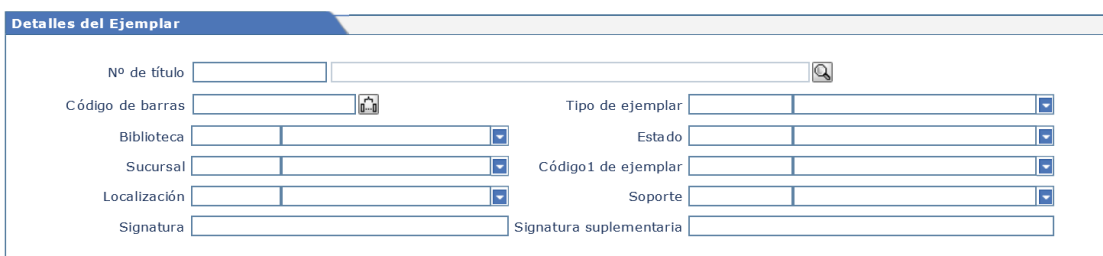 Detalles del Ejemplar
Nº de título
Código de barras
Tipo de ejemplar
Biblioteca
Estado
Sucursal
Código1 de ejemplar
Localización
Soporte
Signatura
Signatura suplementaria